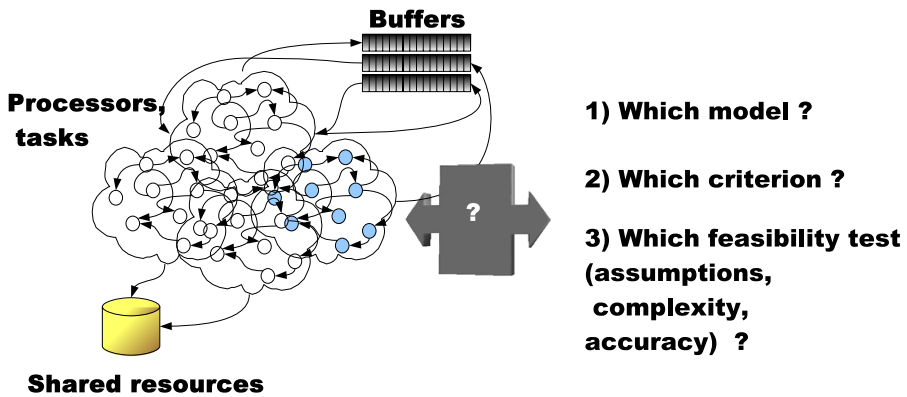 Buffers
Processors,
tasks
?
1) Which model ?
2) Which criterion ?
3) Which feasibility test
(assumptions,
complexity,
accuracy) ?
Shared resources